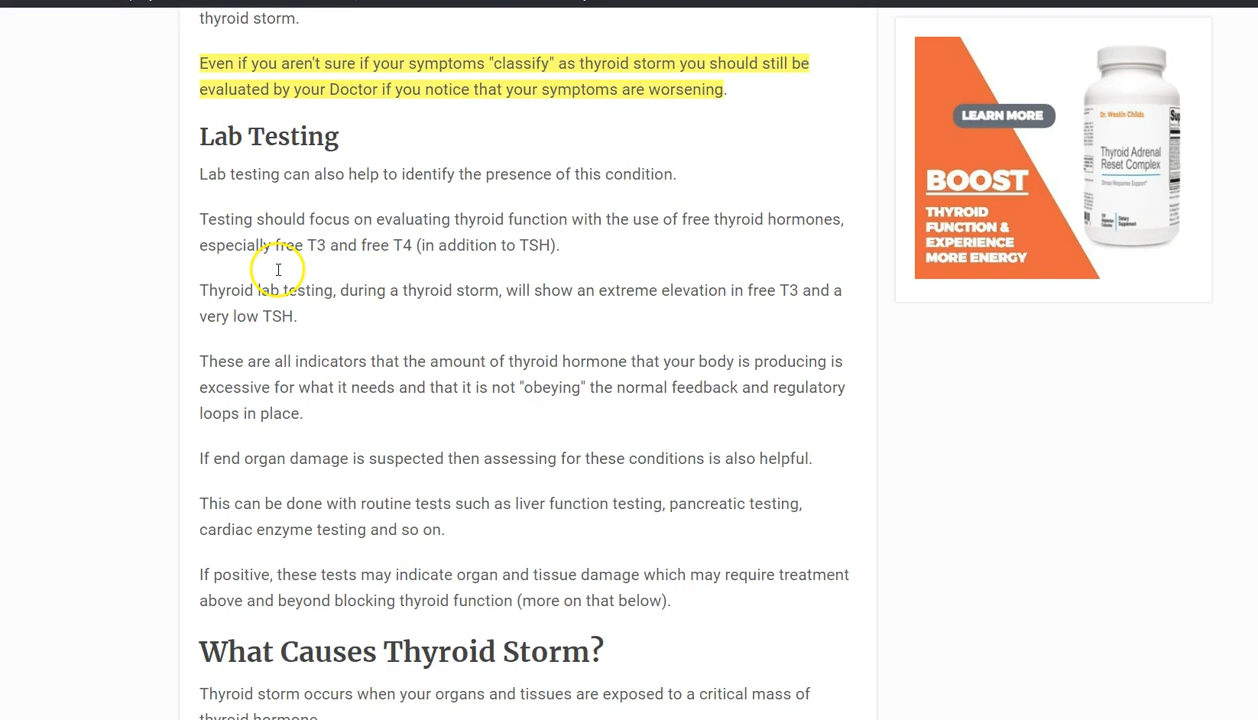 thyroid storm.
Even if you aren't sure if your symptoms "classify" as thyroid storm you should still be
evaluated by your Doctor if you notice that your symptoms are worsening.
Lab Testing
Lab testing can also help to identify the presence of this condition.
Testing should focus on evaluating thyroid function with the use of free thyroid hormones,
especially free T3 and free T4 (in addition to TSH).
Thyroid lab testing, during a thyroid storm, will show an extreme elevation in free T3 and a
very low TSH.
These are all indicators that the amount of thyroid hormone that your body is producing is
excessive for what it needs and that it is not "obeying" the normal feedback and regulatory
loops in place.
If end organ damage is suspected then assessing for these conditions is also helpful.
This can be done with routine tests such as liver function testing, pancreatic testing,
cardiac enzyme testing and so on.
If positive, these tests may indicate organ and tissue damage which may require treatment
above and beyond blocking thyroid function (more on that below).
What Causes Thyroid Storm?
Thyroid storm occurs when your organs and tissues are exposed to a critical mass of
thyroid hormone
LEARN MORE
BOOST
THYROID
FUNCTION &
EXPERIENCE
MORE ENERGY
Dr. Westin Childs
Thyroid Adrenal
Reset Complex